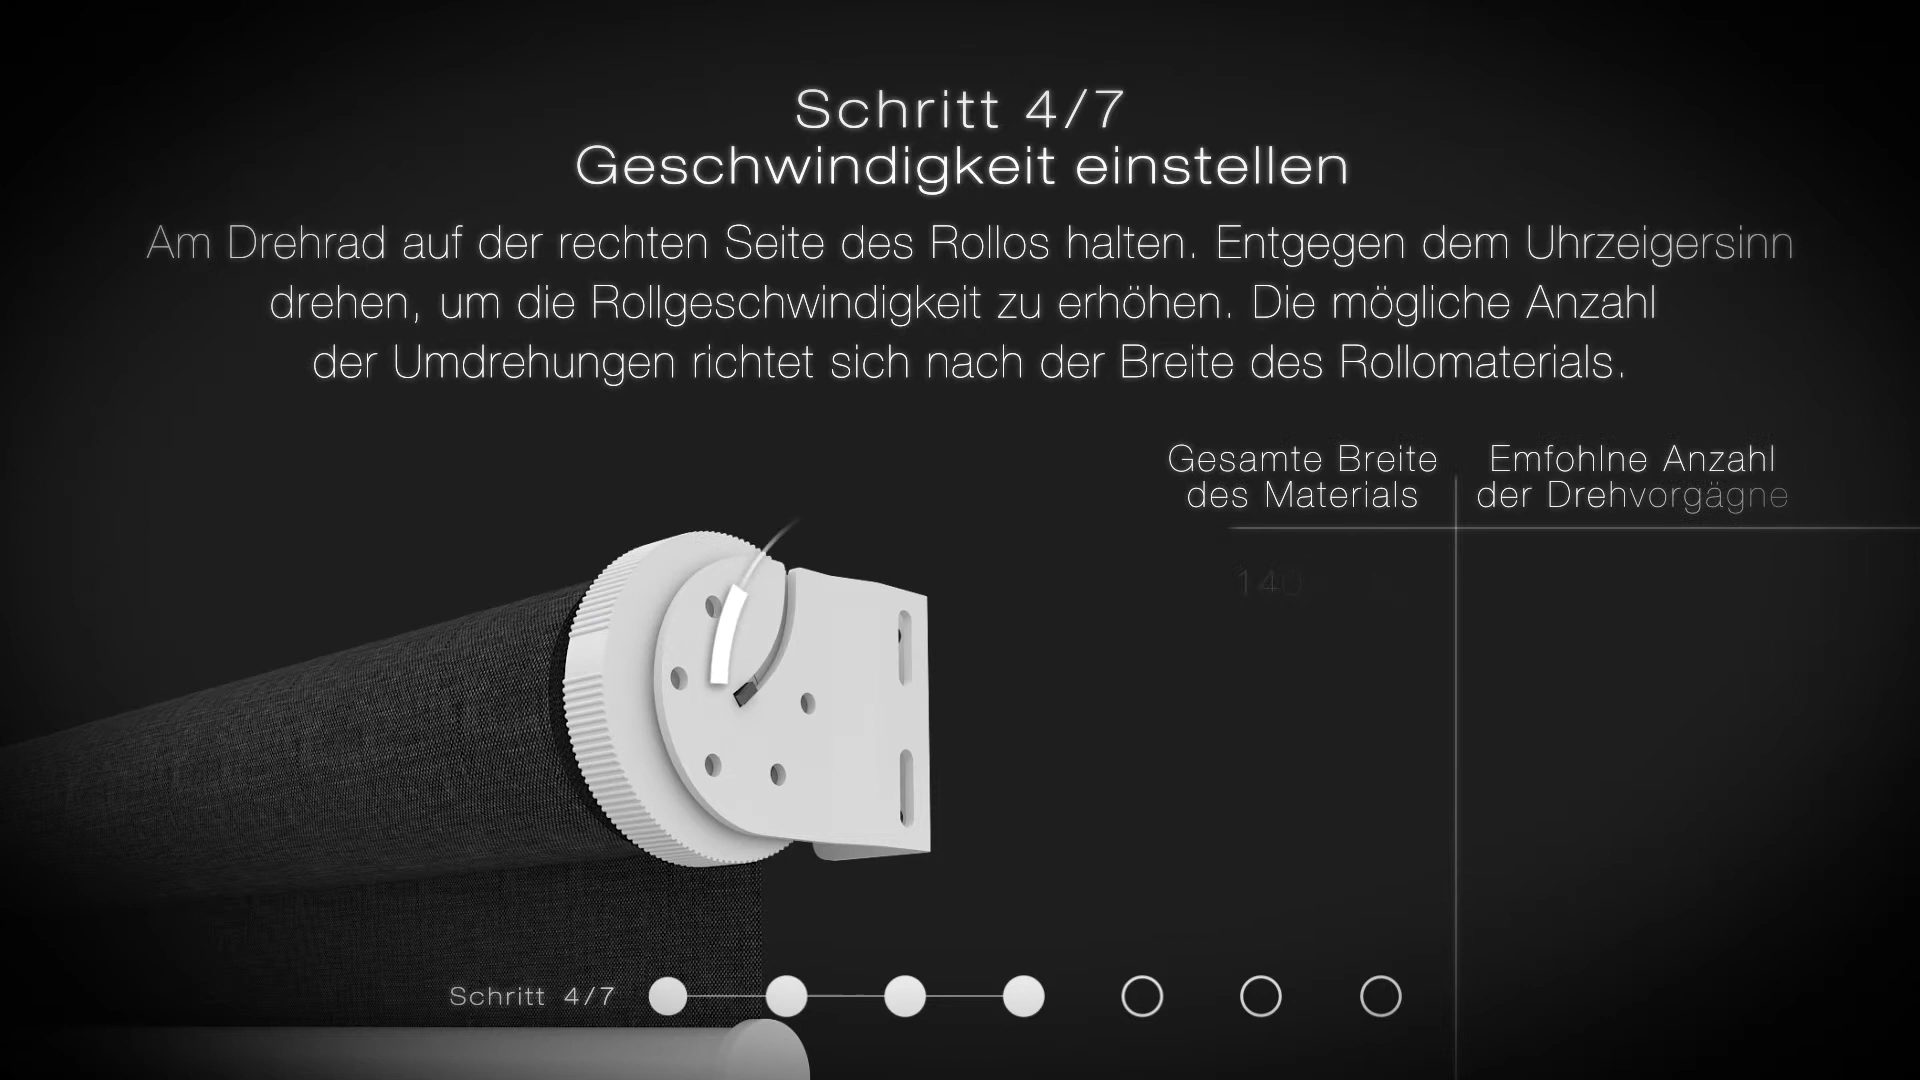 Schritt 4/7
Geschwindigkeit einstellen
Am Drehrad auf der rechten Seite des Rollos halten. Entgegen dem Uhrzeigersinn
drehen, um die Rollgeschwindigkeit zu erhöhen. Die mögliche Anzahl
der Umdrehungen richtet sich nach der Breite des Rollomaterials.
Gesamte Breite
des Materials
Emfohlne Anzahl
der Drehvorgägne
140
Schritt 4/7